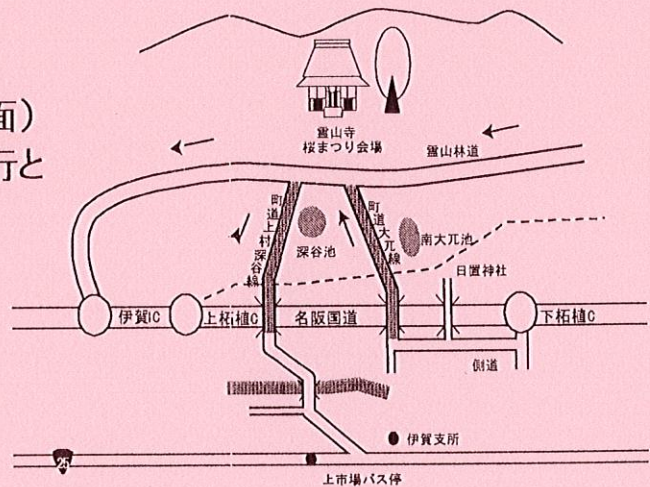 面)
行と
霊山寺
桜まつり会場
霊山林道
町道上村深谷線
深谷池
町道大兀線
南大兀池
日置神社
伊賀IC
上柘植C
名阪国道
下柘植C
側道
伊賀支所
25
上市場バス停